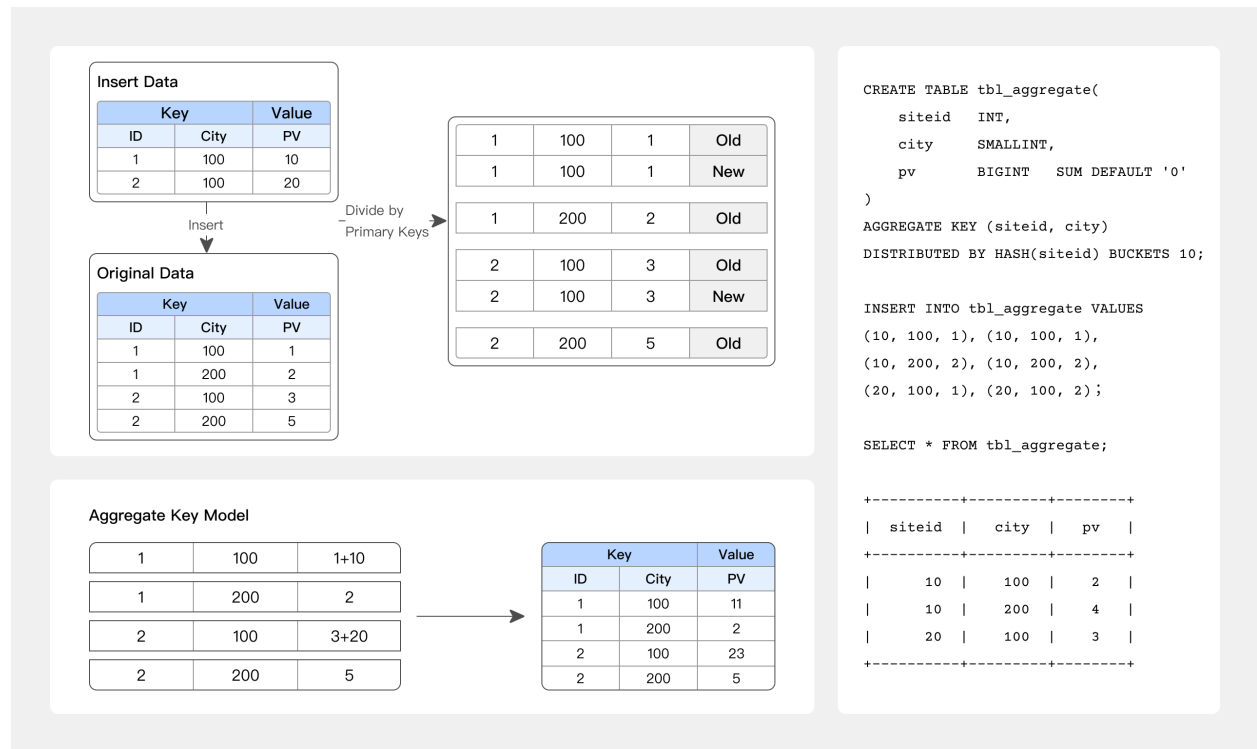 Insert Data
Key Value
ID City PV
1 100 10
2 100 20
Insert
Original Data
Key Value
ID City PV
1 100 1
1 200 2
2 100 3
2 200 5
Divide by
Primary Keys
1 100 1 Old
1 100 1 New
1 200 2 Old
2 100 3 Old
2 100 3 New
2 200 5 Old
Aggregate Key Model
1 100 1+10
1 200 2
2 100 3+20
2 200 5
Key Value
ID City PV
1 100 11
1 200 2
2 100 23
2 200 5
CREATE TABLE tbl_aggregate(
siteid INT,
city SMALLINT,
pv BIGINT SUM DEFAULT '0'
)
AGGREGATE KEY (siteid, city)
DISTRIBUTED BY HASH(siteid) BUCKETS 10;
INSERT INTO tbl_aggregate VALUES
(10, 100, 1), (10, 100, 1),
(10, 200, 2), (10, 200, 2),
(20, 100, 1), (20, 100, 2);
SELECT * FROM tbl_aggregate;
+----------+---------+--------+
| siteid | city | pv |
+----------+---------+--------+
| 10 | 100 | 2 |
| 10 | 200 | 4 |
| 20 | 100 | 3 |
+----------+---------+--------+